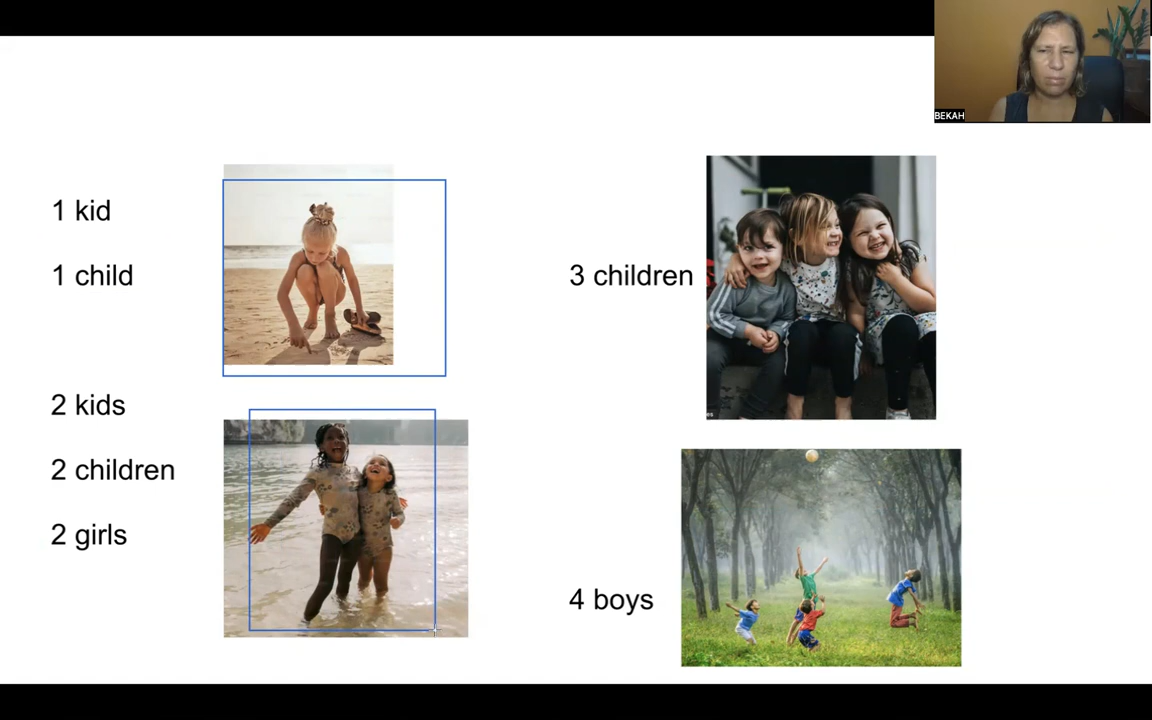 BEKAH
1 kid
1 child
2 kids
2 children
2 girls
3 children
4 boys